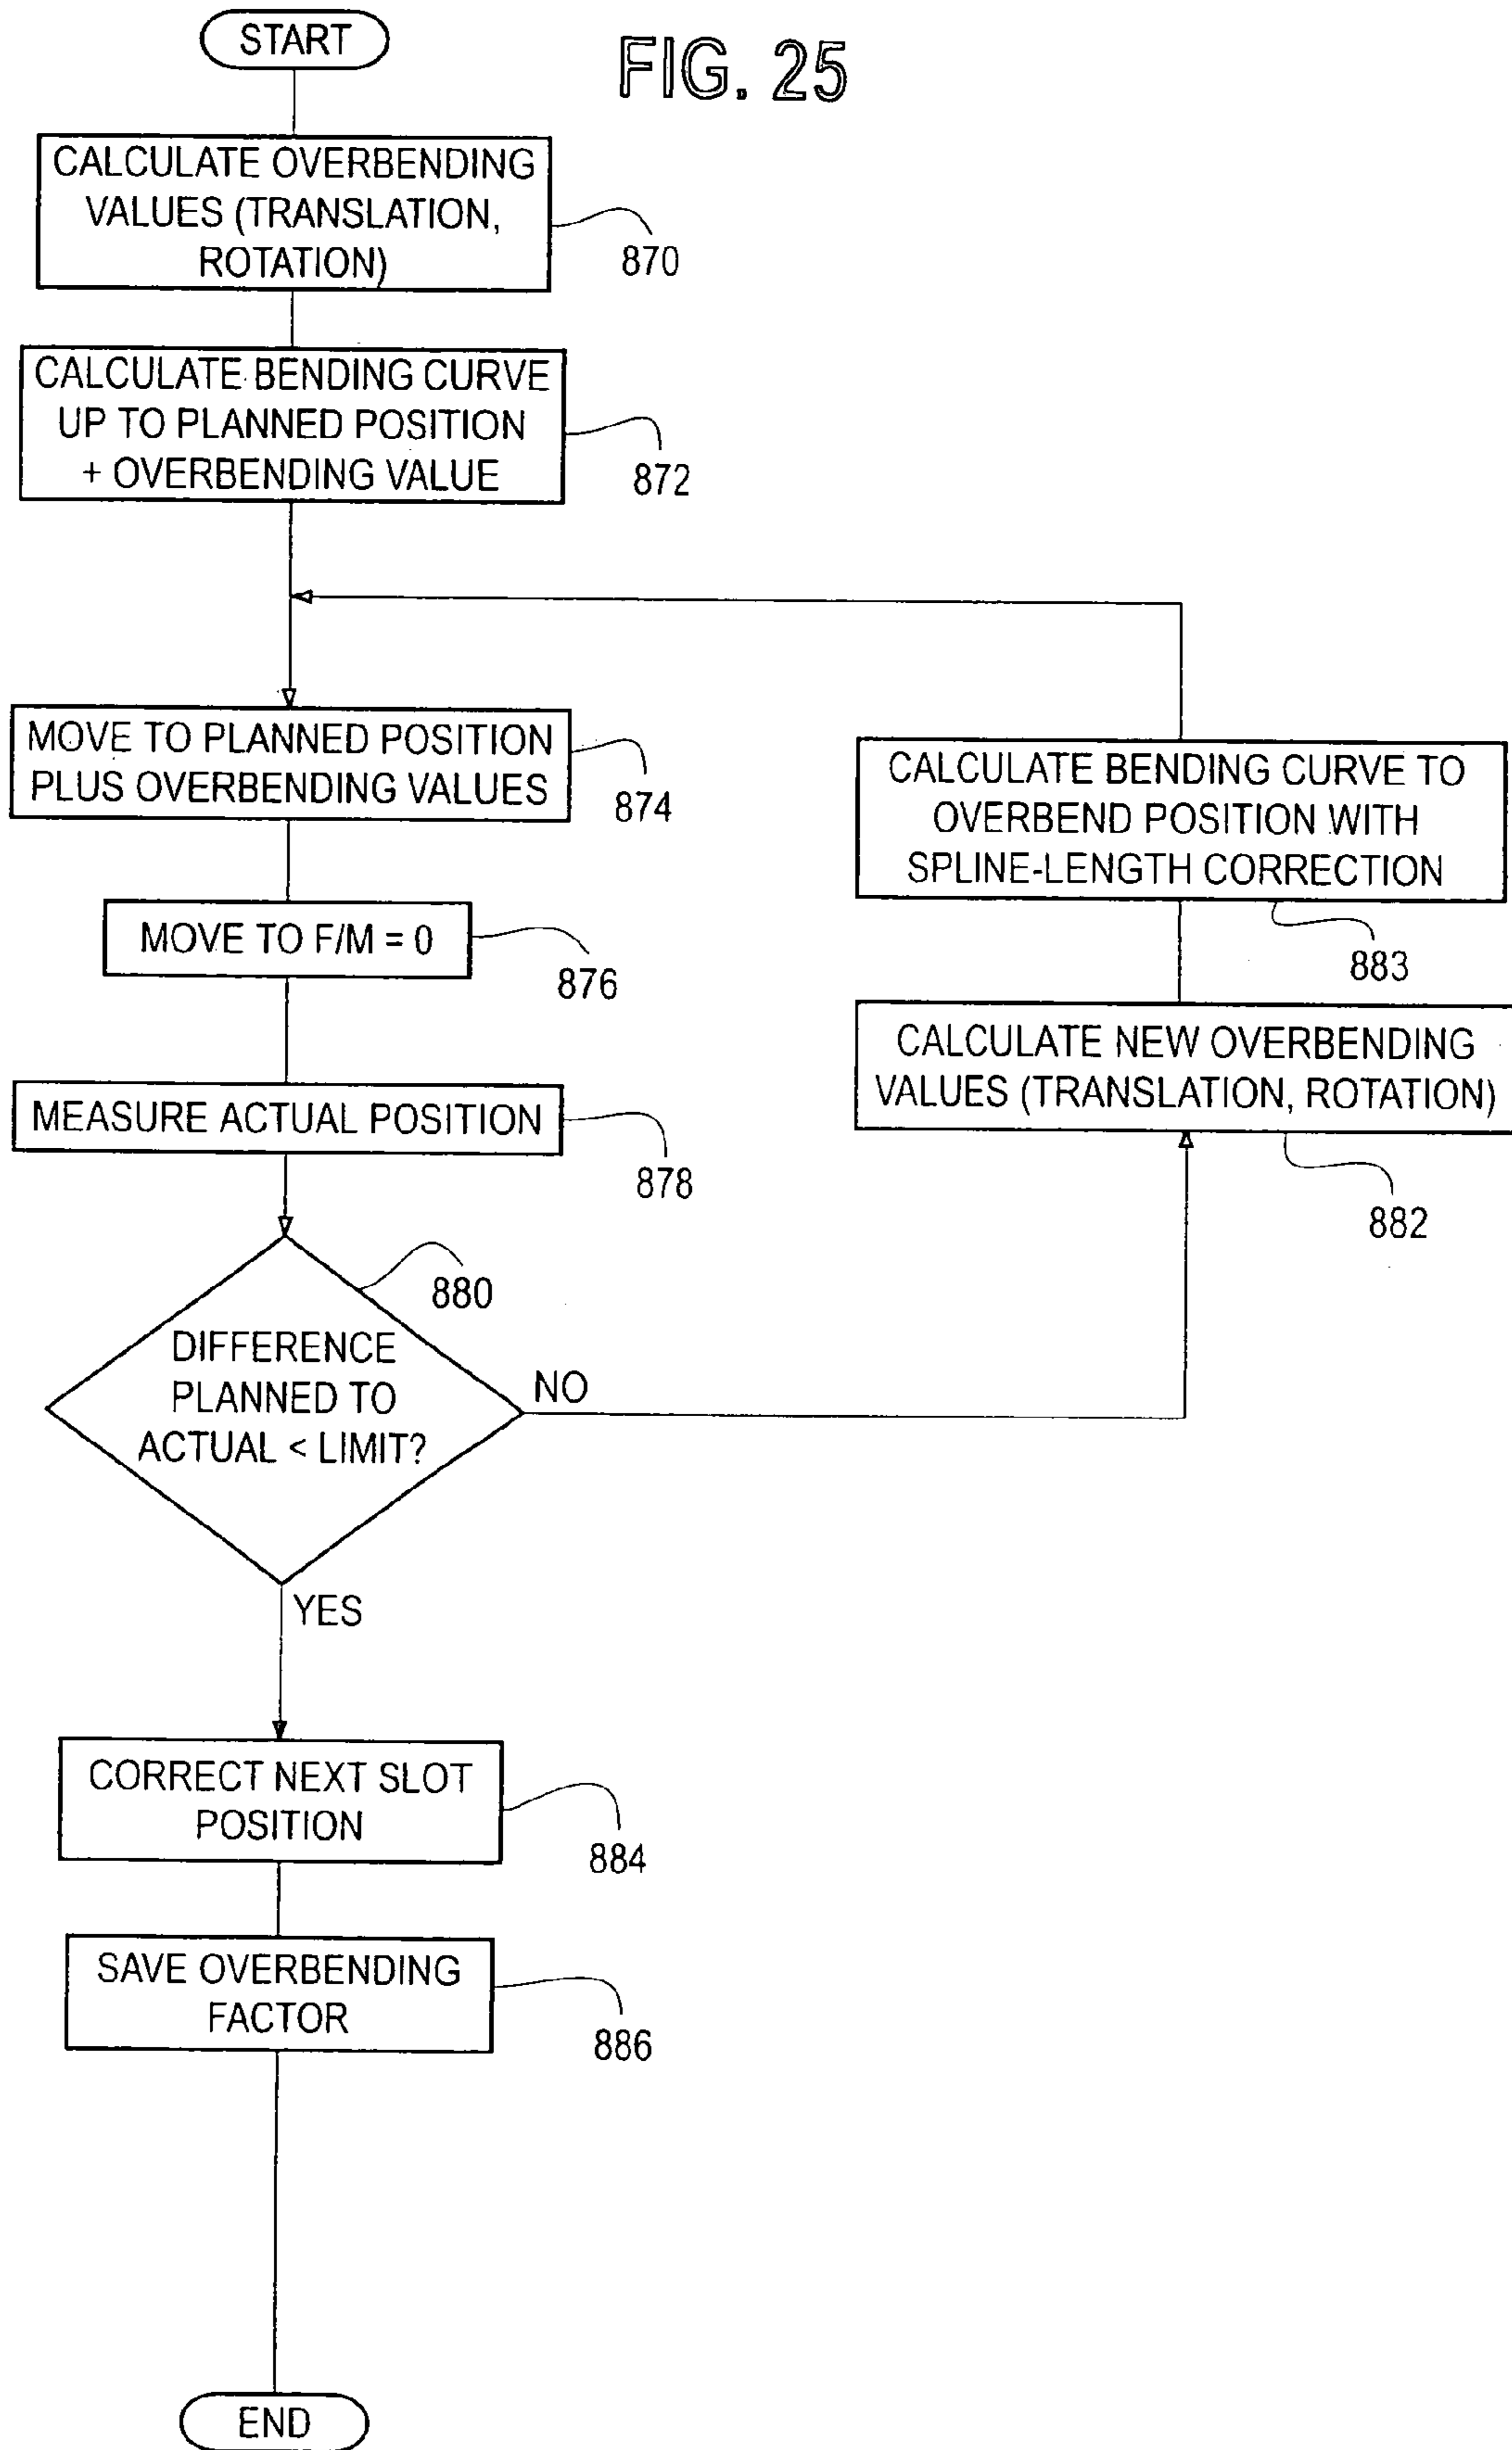 START
FIG. 25
CALCULATE OVERBENDING
VALUES (TRANSLATION,
ROTATION)
870
CALCULATE BENDING CURVE
UP TO PLANNED POSITION
+ OVERBENDING VALUE
872
MOVE TO PLANNED POSITION
PLUS OVERBENDING VALUES
874
MOVE TO F/M = 0
876
MEASURE ACTUAL POSITION
878
DIFFERENCE
PLANNED TO
ACTUAL < LIMIT?
880
NO
CALCULATE NEW OVERBENDING
VALUES (TRANSLATION, ROTATION)
882
CALCULATE BENDING CURVE TO
OVERBEND POSITION WITH
SPLINE-LENGTH CORRECTION
883
YES
CORRECT NEXT SLOT
POSITION
884
SAVE OVERBENDING
FACTOR
886
END